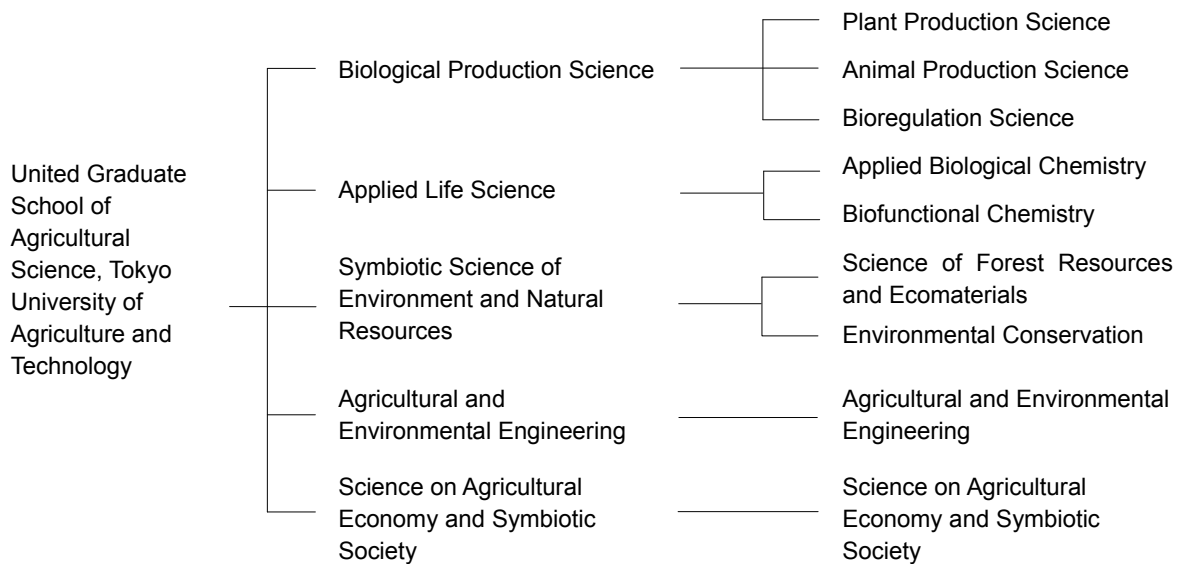 United Graduate
School of
Agricultural
Science, Tokyo
University of
Agriculture and
Technology
Biological Production Science
Plant Production Science
Animal Production Science
Bioregulation Science
Applied Life Science
Applied Biological Chemistry
Biofunctional Chemistry
Symbiotic Science of
Environment and Natural
Resources
Science of Forest Resources
and Ecomaterials
Environmental Conservation
Agricultural and
Environmental Engineering
Agricultural and Environmental
Engineering
Science on Agricultural
Economy and Symbiotic
Society
Science on Agricultural
Economy and Symbiotic
Society